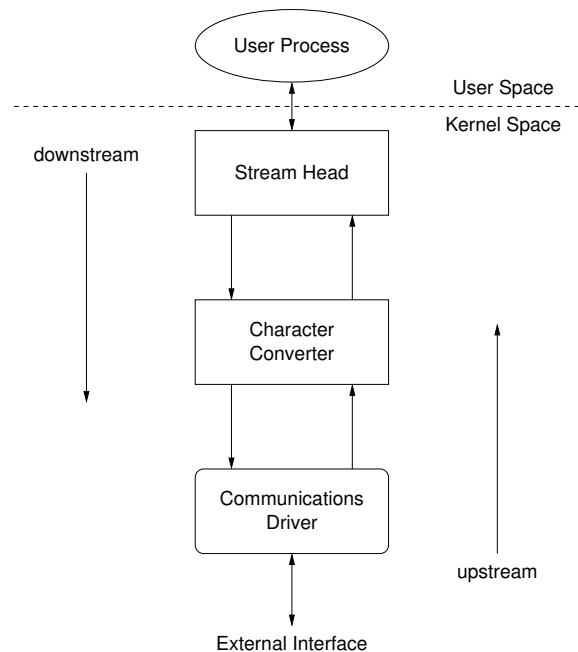 User Process
User Space
Kernel Space
downstream
Stream Head
Character
Converter
Communications
Driver
upstream
External Interface